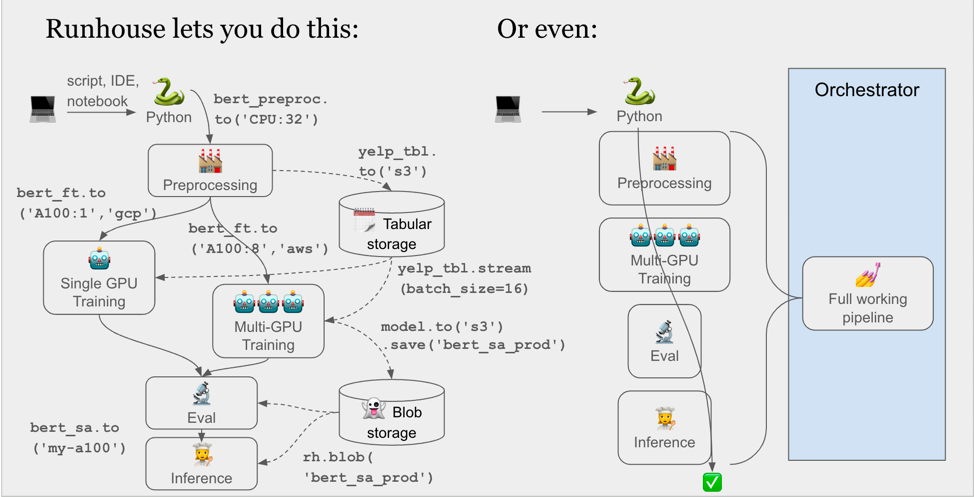 Runhouse lets you do this:
script, IDE,
notebook
Python
bert_preproc.
to('CPU:32')
Preprocessing
yelp_tbl.
to('s3')
bert_ft.to
('A100:1','gcp')
bert_ft.to
('A100:8','aws')
Tabular
storage
Single GPU
Training
yelp_tbl.stream
(batch_size=16)
Multi-GPU
Training
model.to('s3')
.save('bert_sa_prod')
Eval
Blob
storage
bert_sa.to
('my-a100')
Inference
rh.blob(
'bert_sa_prod')
Or even:
Python
Preprocessing
Multi-GPU
Training
Eval
Inference
Orchestrator
Full working
pipeline